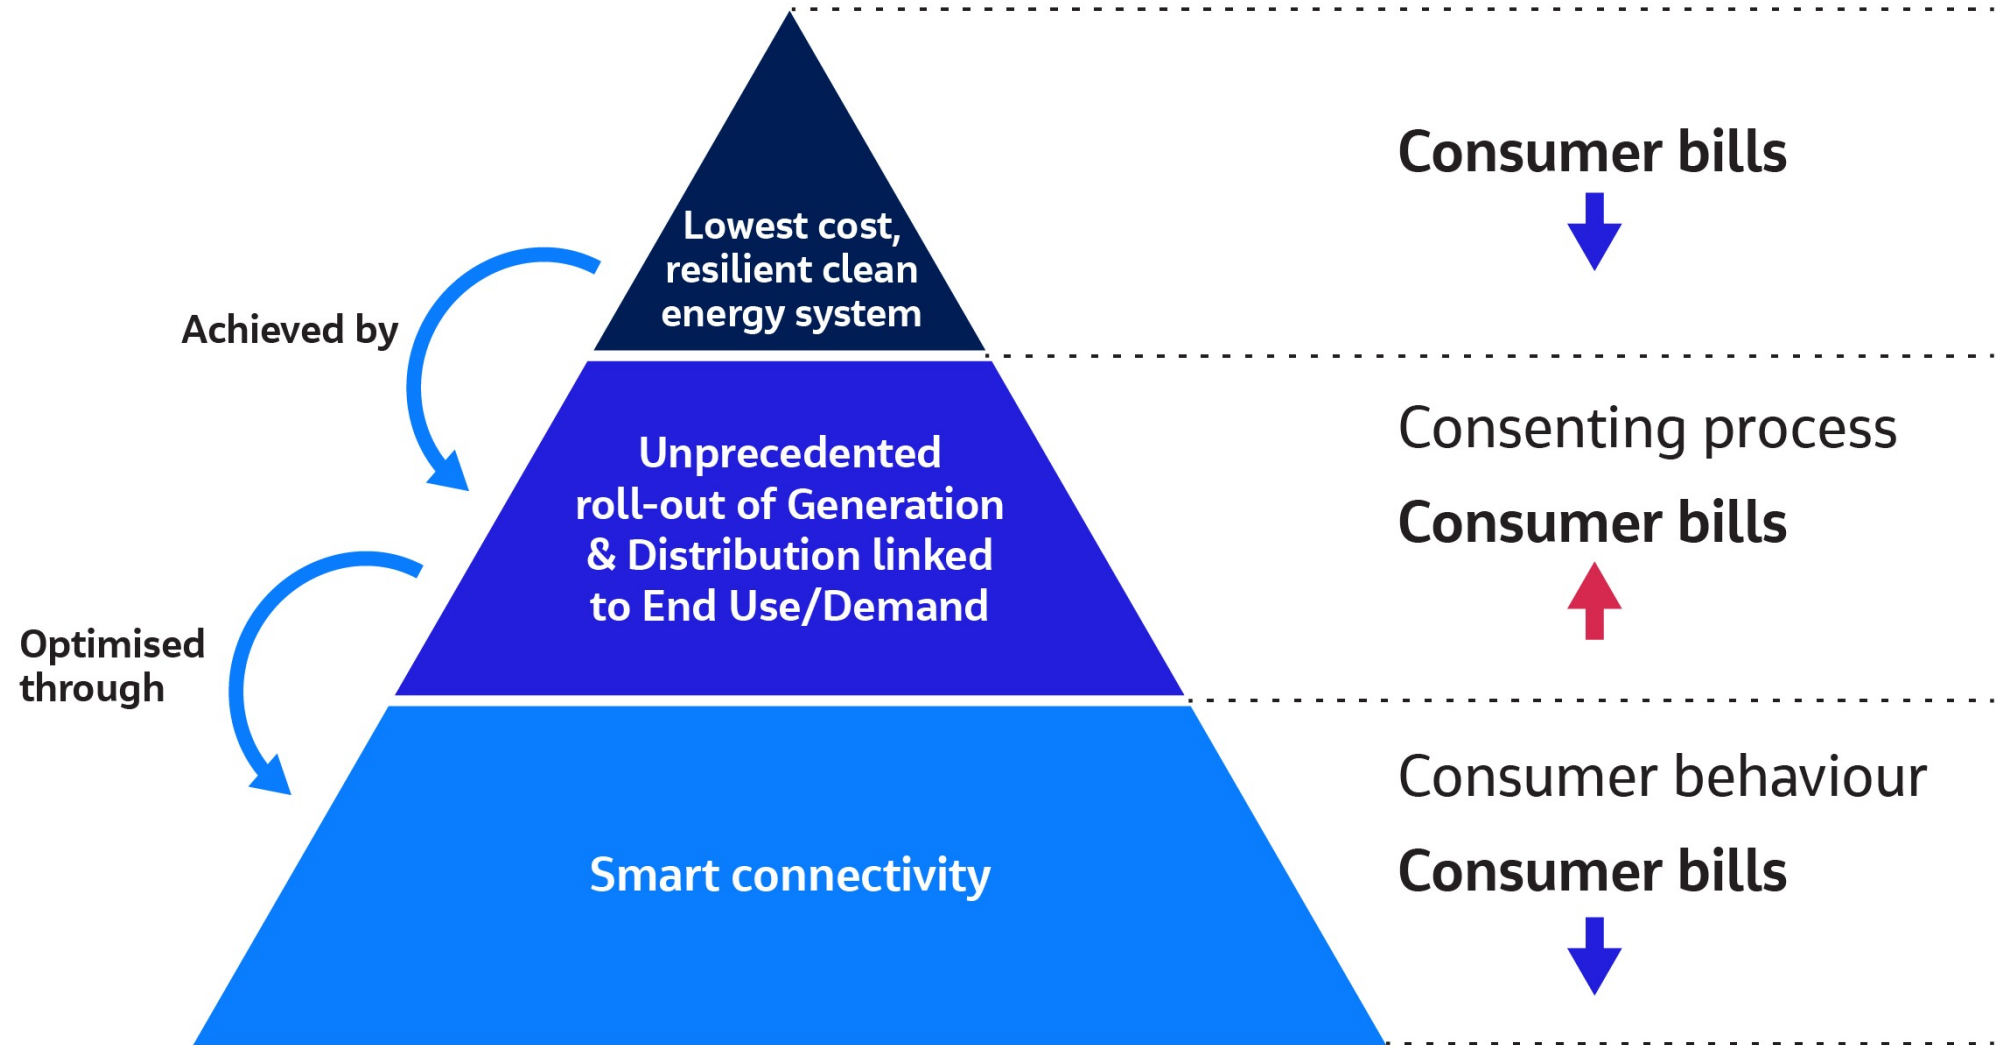 Consumer bills
Lowest cost,
resilient clean
energy system
Achieved by
Consenting process
Unprecedented
roll-out of Generation
& Distribution linked
to End Use/Demand
Consumer bills
Optimised
through
Consumer behaviour
Smart connectivity
Consumer bills